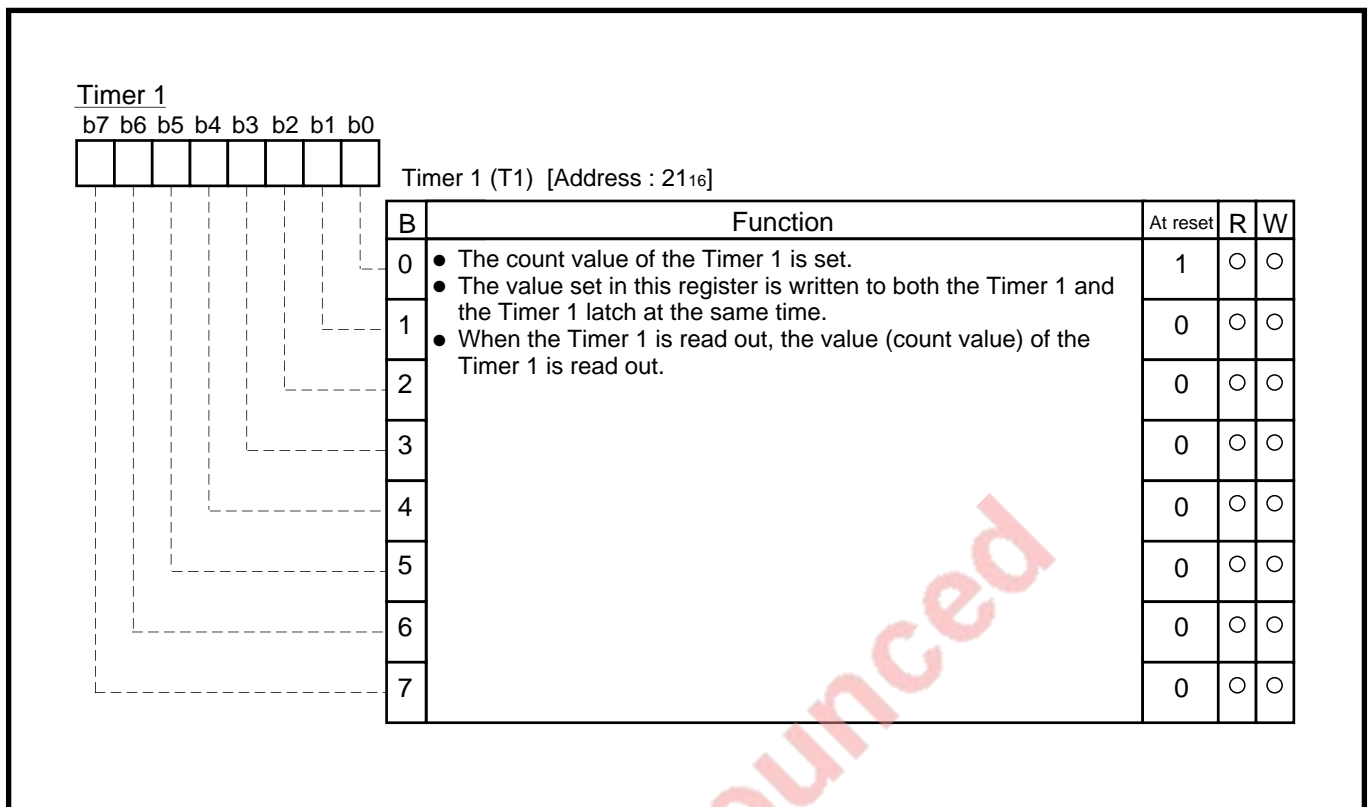 Timer 1
b7 b6 b5 b4 b3 b2 b1 b0
Timer 1 (T1) [Address : 2116]
B Function At reset R W
0 ● The count value of the Timer 1 is set. 1 ○ ○
● The value set in this register is written to both the Timer 1 and
the Timer 1 latch at the same time.
1 0 ○ ○
● When the Timer 1 is read out, the value (count value) of the
Timer 1 is read out.
2 0 ○ ○
3 0 ○ ○
4 0 ○ ○
5 0 ○ ○
6 0 ○ ○
7 0 ○ ○